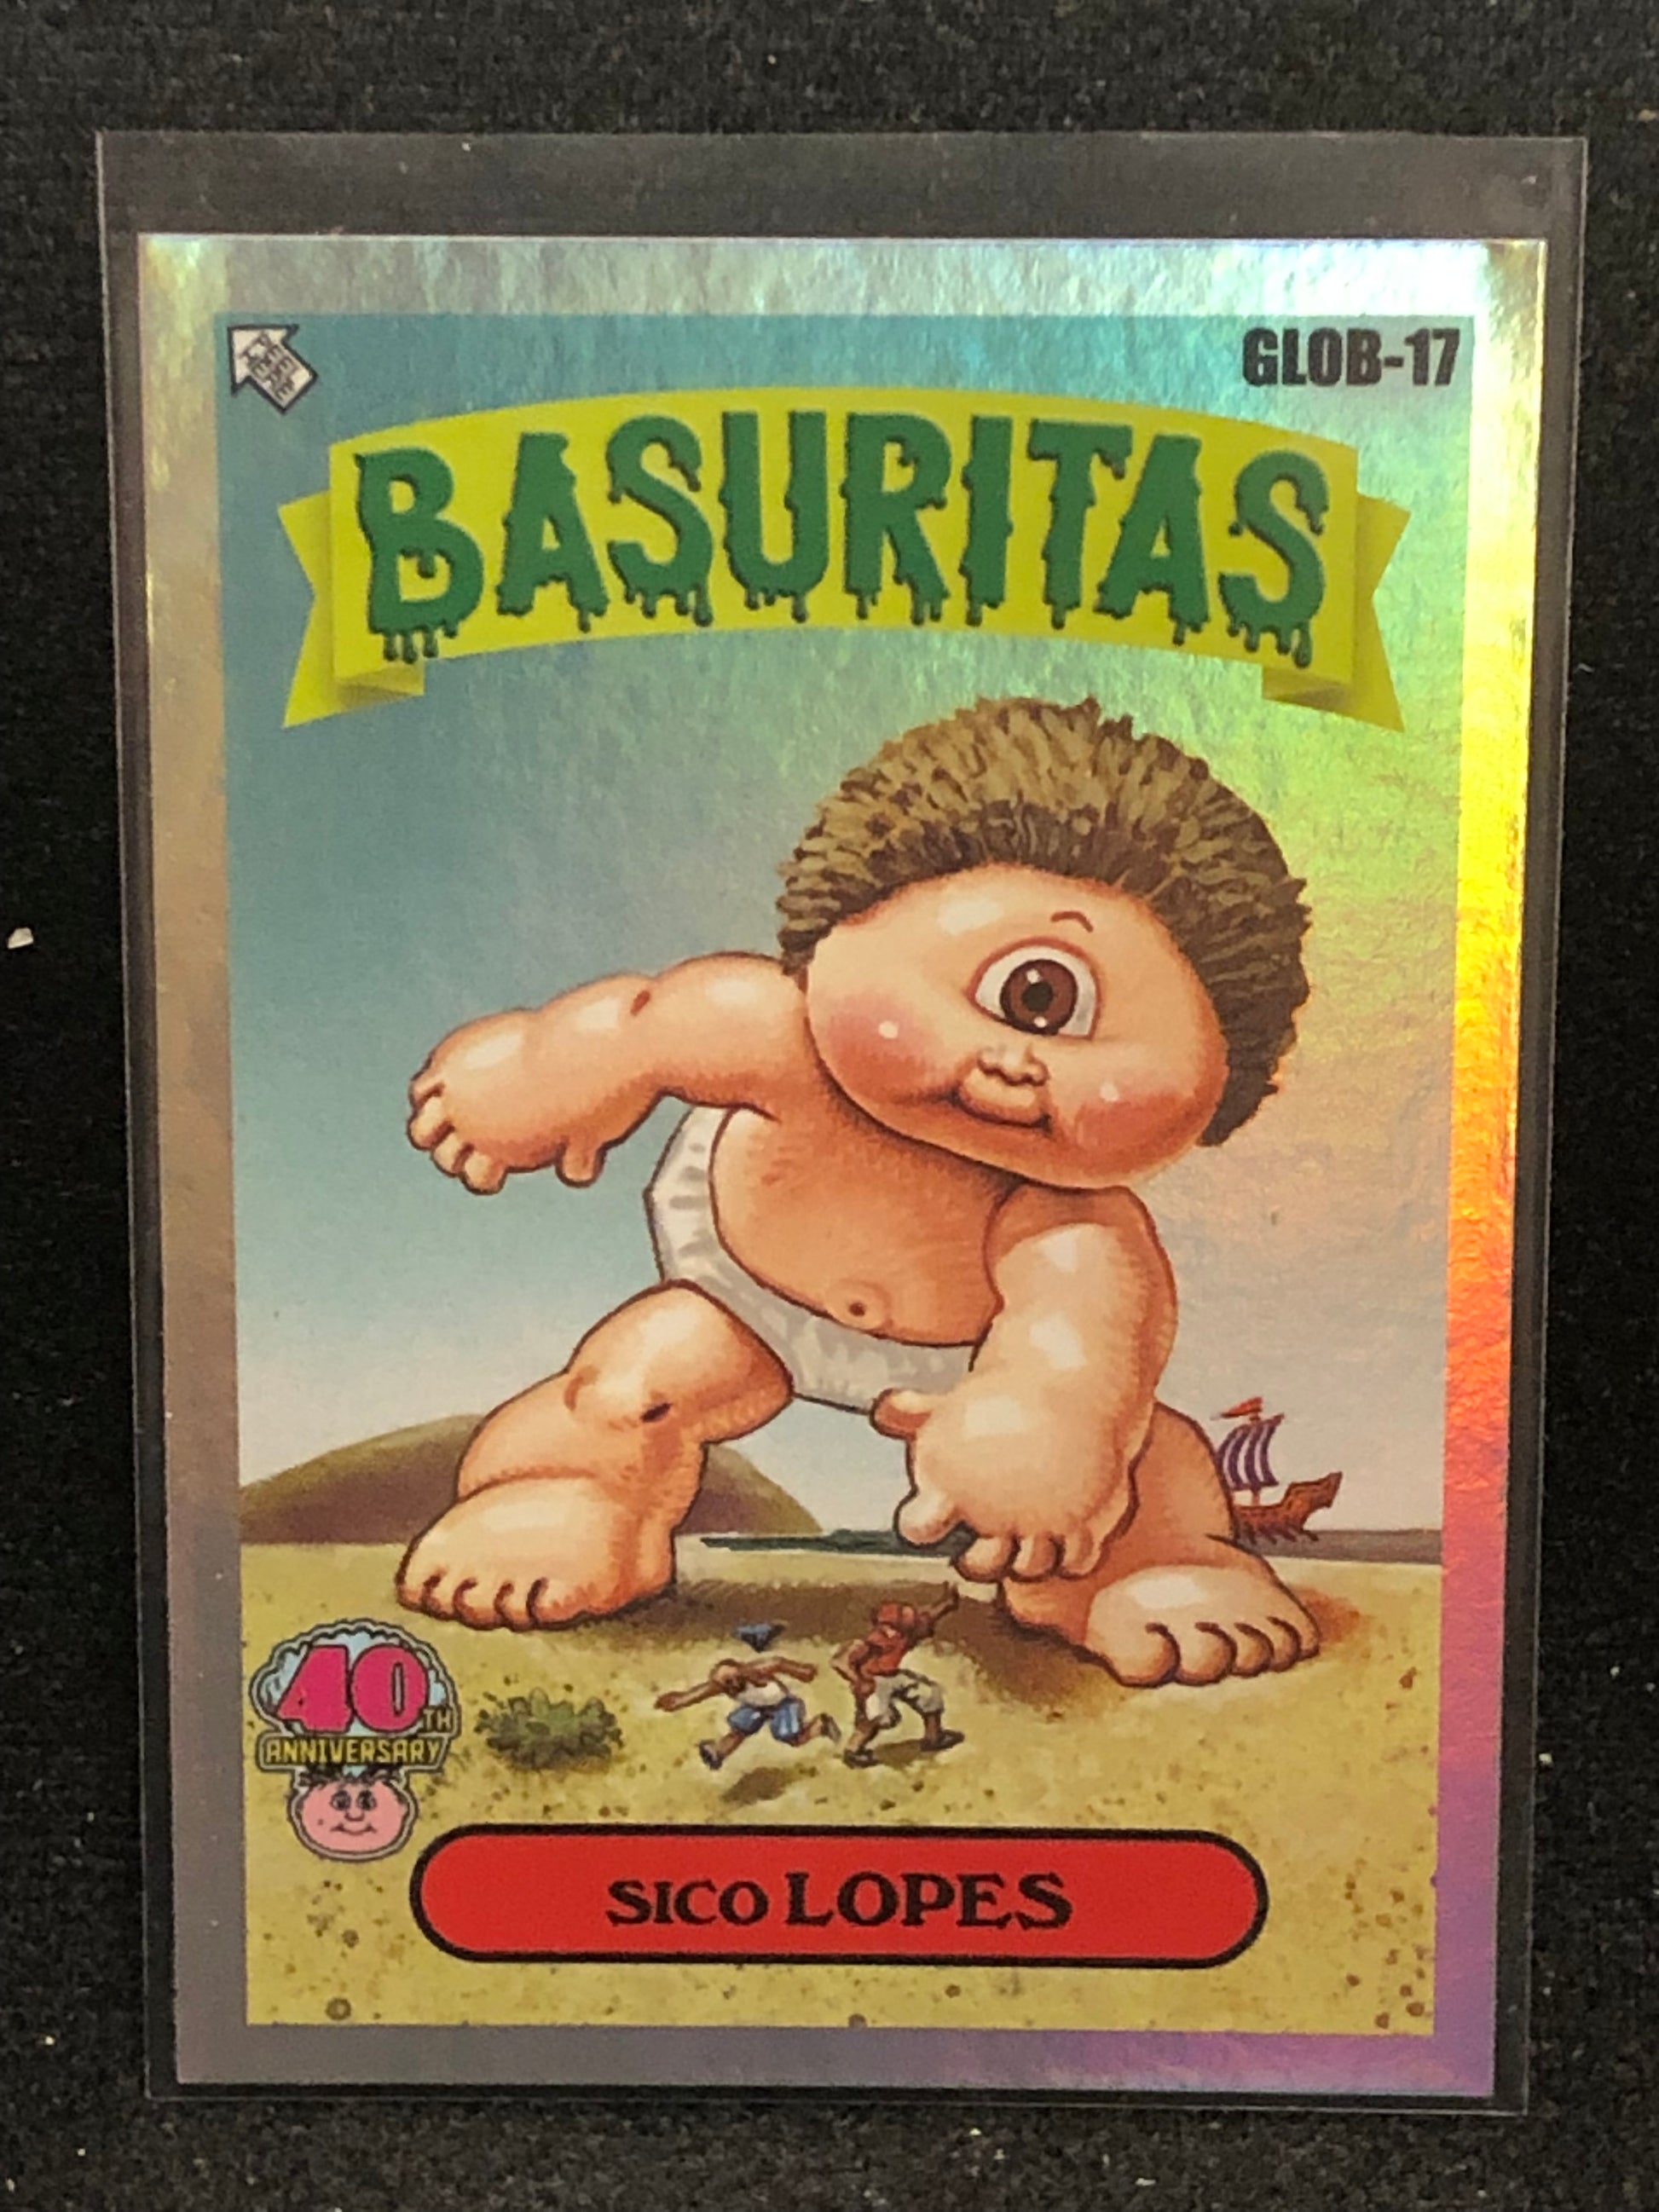 GLOB-17
BASURITAS
40TH
ANNIVERSARY
SICO LOPES